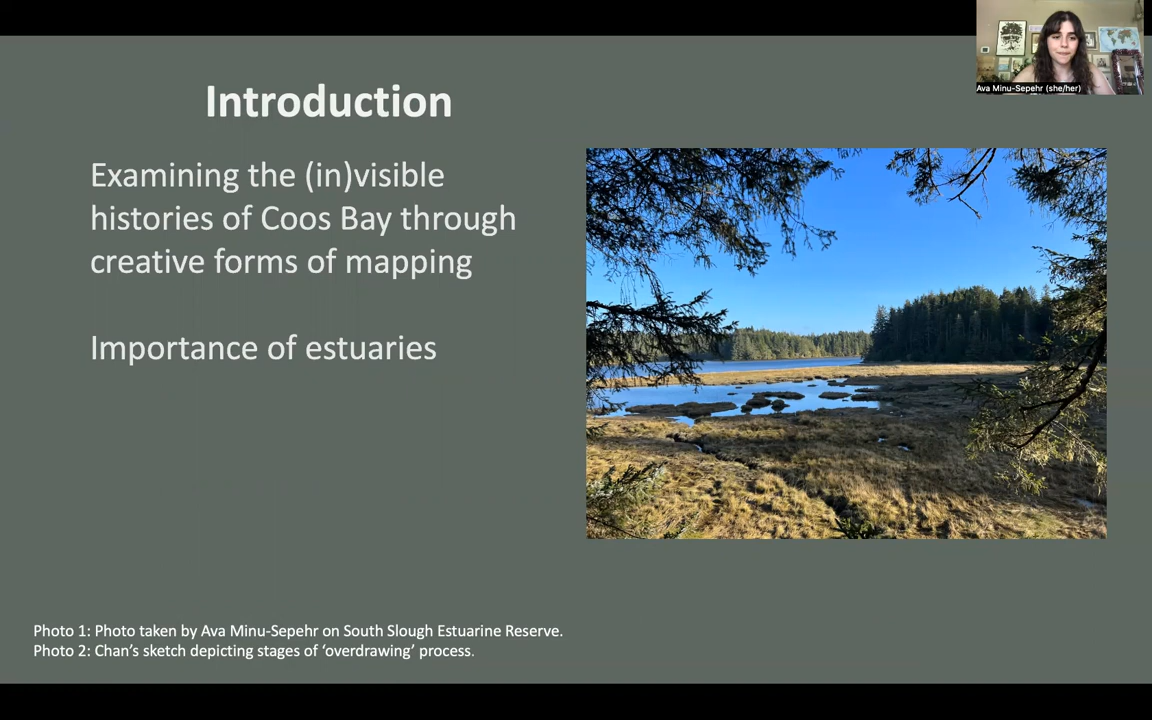 Ava Minu-Sepehr (she/her)
Introduction
Examining the (in)visible
histories of Coos Bay through
creative forms of mapping
Importance of estuaries
Photo 1: Photo taken by Ava Minu-Sepehr on South Slough Estuarine Reserve.
Photo 2: Chan's sketch depicting stages of ‘overdrawing’ process.